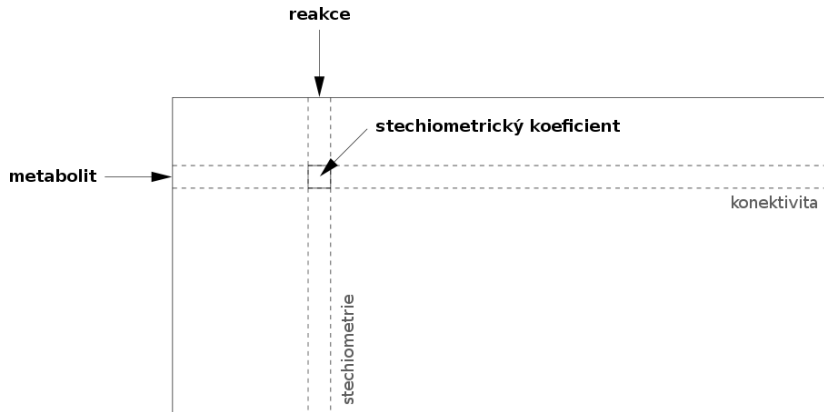 reakce
stechiometrický koeficient
metabolit
konektivita
stechiometrie